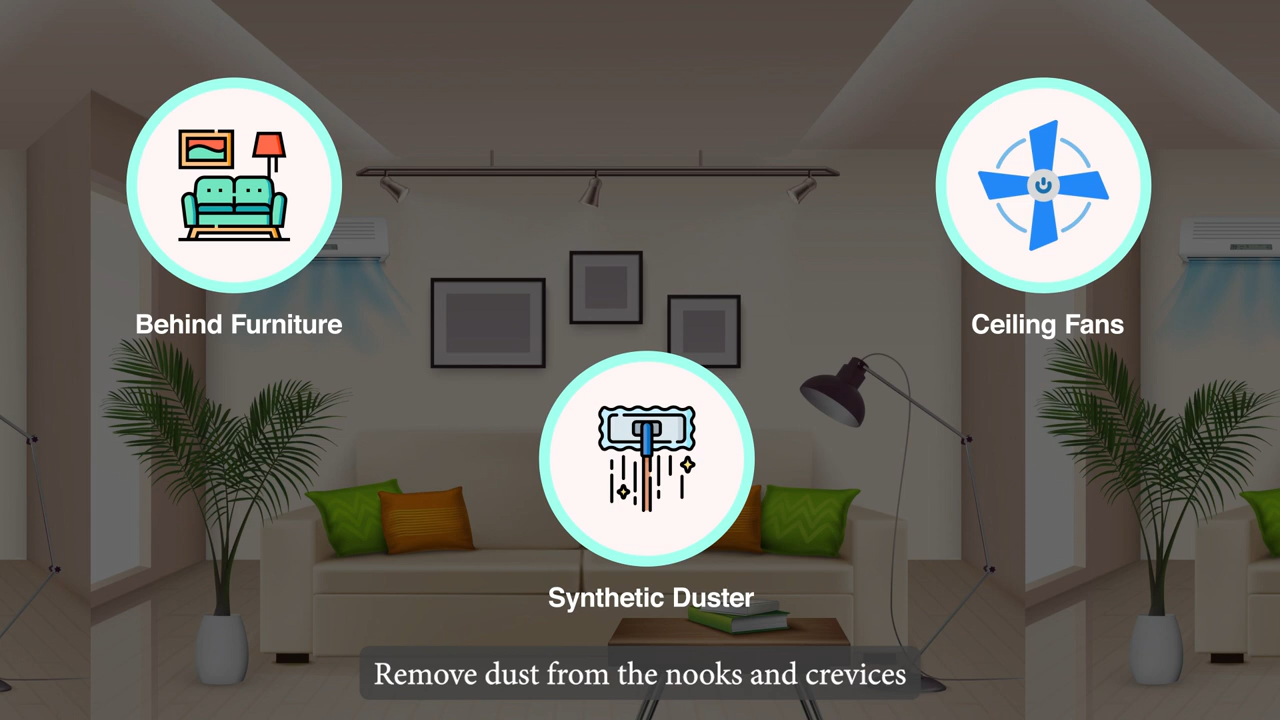 Behind Furniture
Ceiling Fans
Synthetic Duster
Remove dust from the nooks and crevices